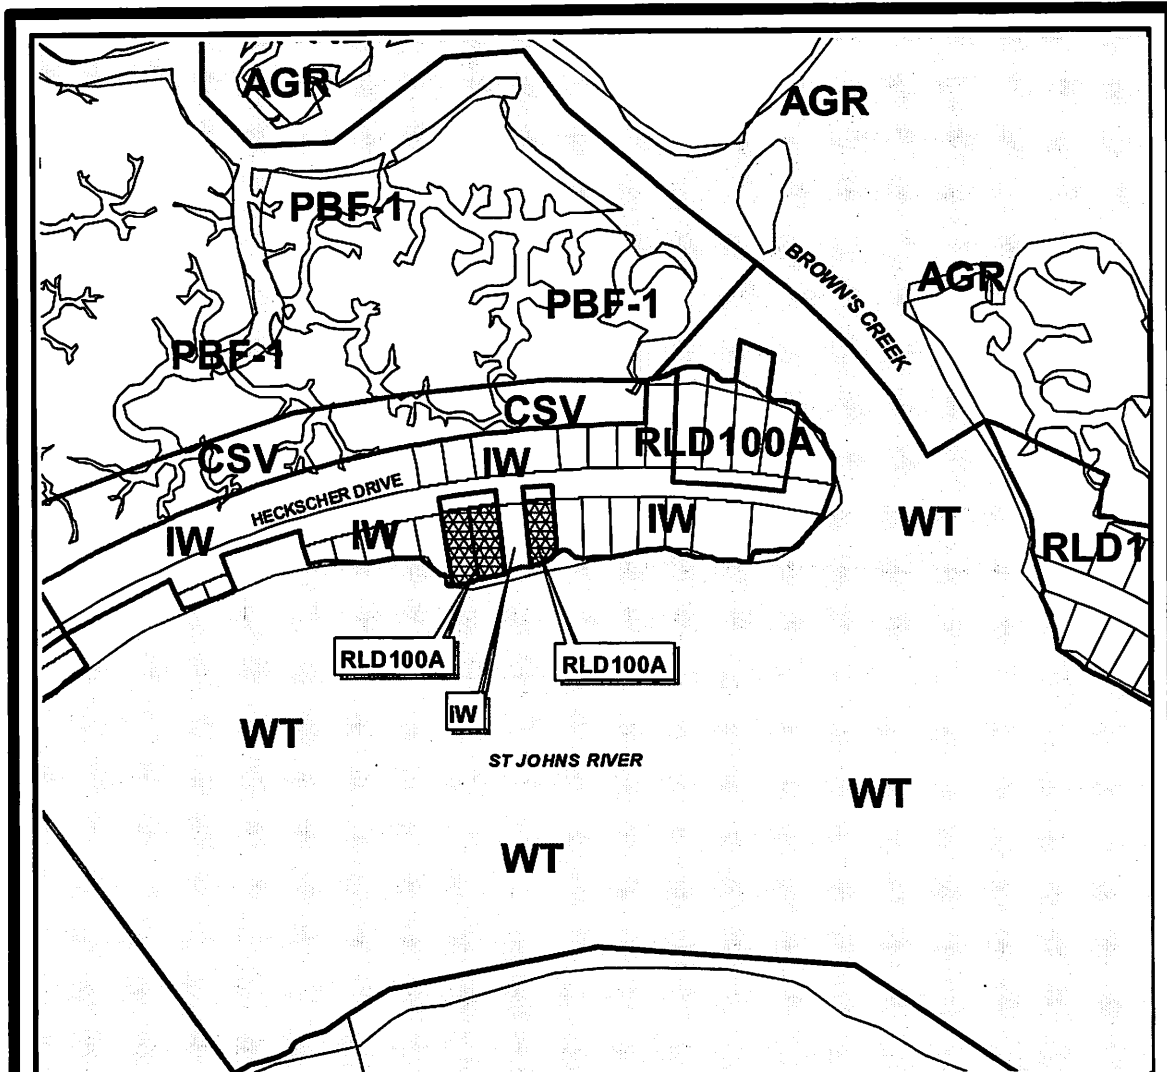 AGR
AGR
PBF-1
BROWN'S CREEK
AGR
PBF-1
PBF-1
CSV
RLD100A
CSV
IW
HECKSCHER DRIVE
IW
IW
IW
WT
RLD1
RLD100A
RLD100A
IW
WT
ST JOHNS RIVER
WT
WT